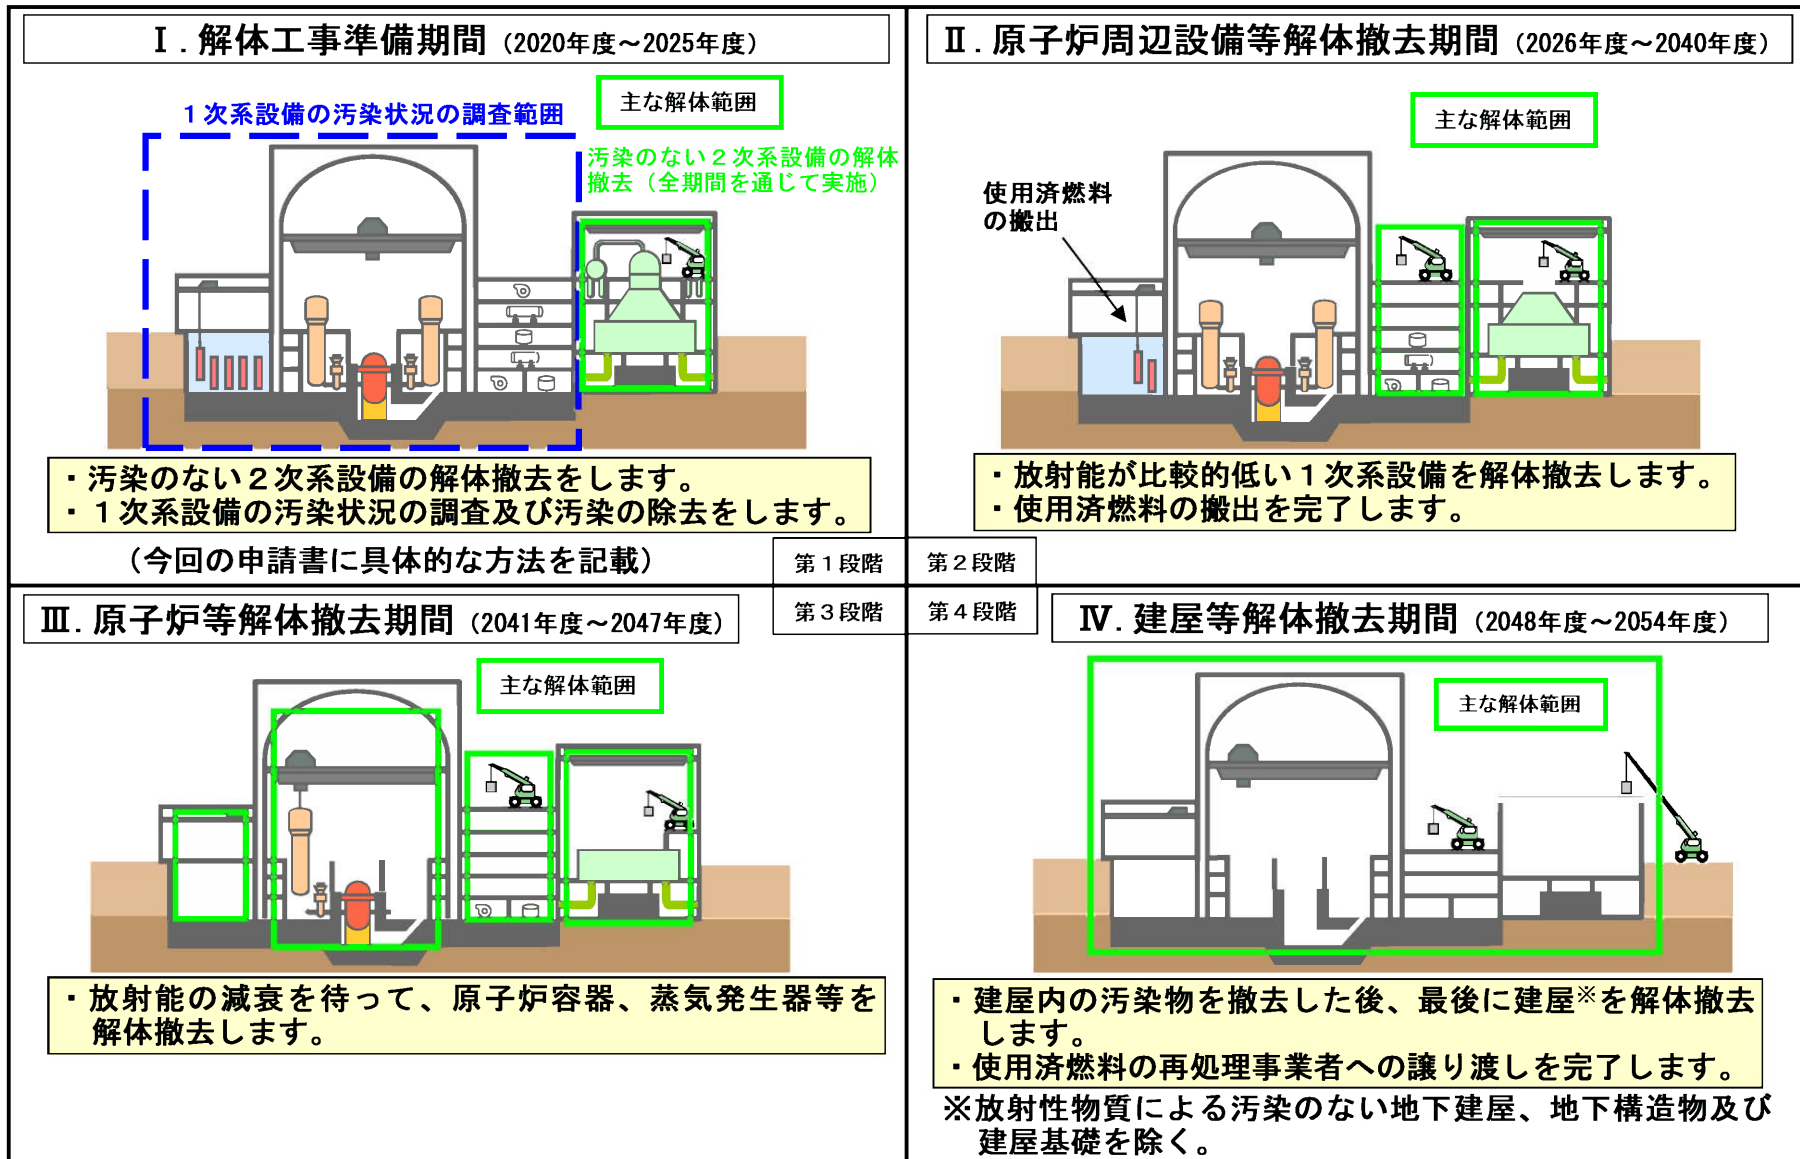 Ⅰ．解体工事準備期間（2020年度～2025年度）
主な解体範囲
１次系設備の汚染状況の調査範囲
汚染のない２次系設備の解体
撤去（全期間を通じて実施）
・汚染のない２次系設備の解体撤去をします。
・１次系設備の汚染状況の調査及び汚染の除去をします。
（今回の申請書に具体的な方法を記載）
第１段階
Ⅱ．原子炉周辺設備等解体撤去期間（2026年度～2040年度）
主な解体範囲
使用済燃料
の搬出
・放射能が比較的低い１次系設備を解体撤去します。
・使用済燃料の搬出を完了します。
第２段階
Ⅲ．原子炉等解体撤去期間（2041年度～2047年度）
第３段階
主な解体範囲
・放射能の減衰を待って、原子炉容器、蒸気発生器等を
解体撤去します。
第４段階
Ⅳ．建屋等解体撤去期間（2048年度～2054年度）
主な解体範囲
・建屋内の汚染物を撤去した後、最後に建屋※を解体撤去
します。
・使用済燃料の再処理事業者への譲り渡しを完了します。
※放射性物質による汚染のない地下建屋、地下構造物及び
建屋基礎を除く。